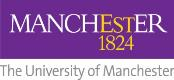 MANCHESTER
1824
The University of Manchester